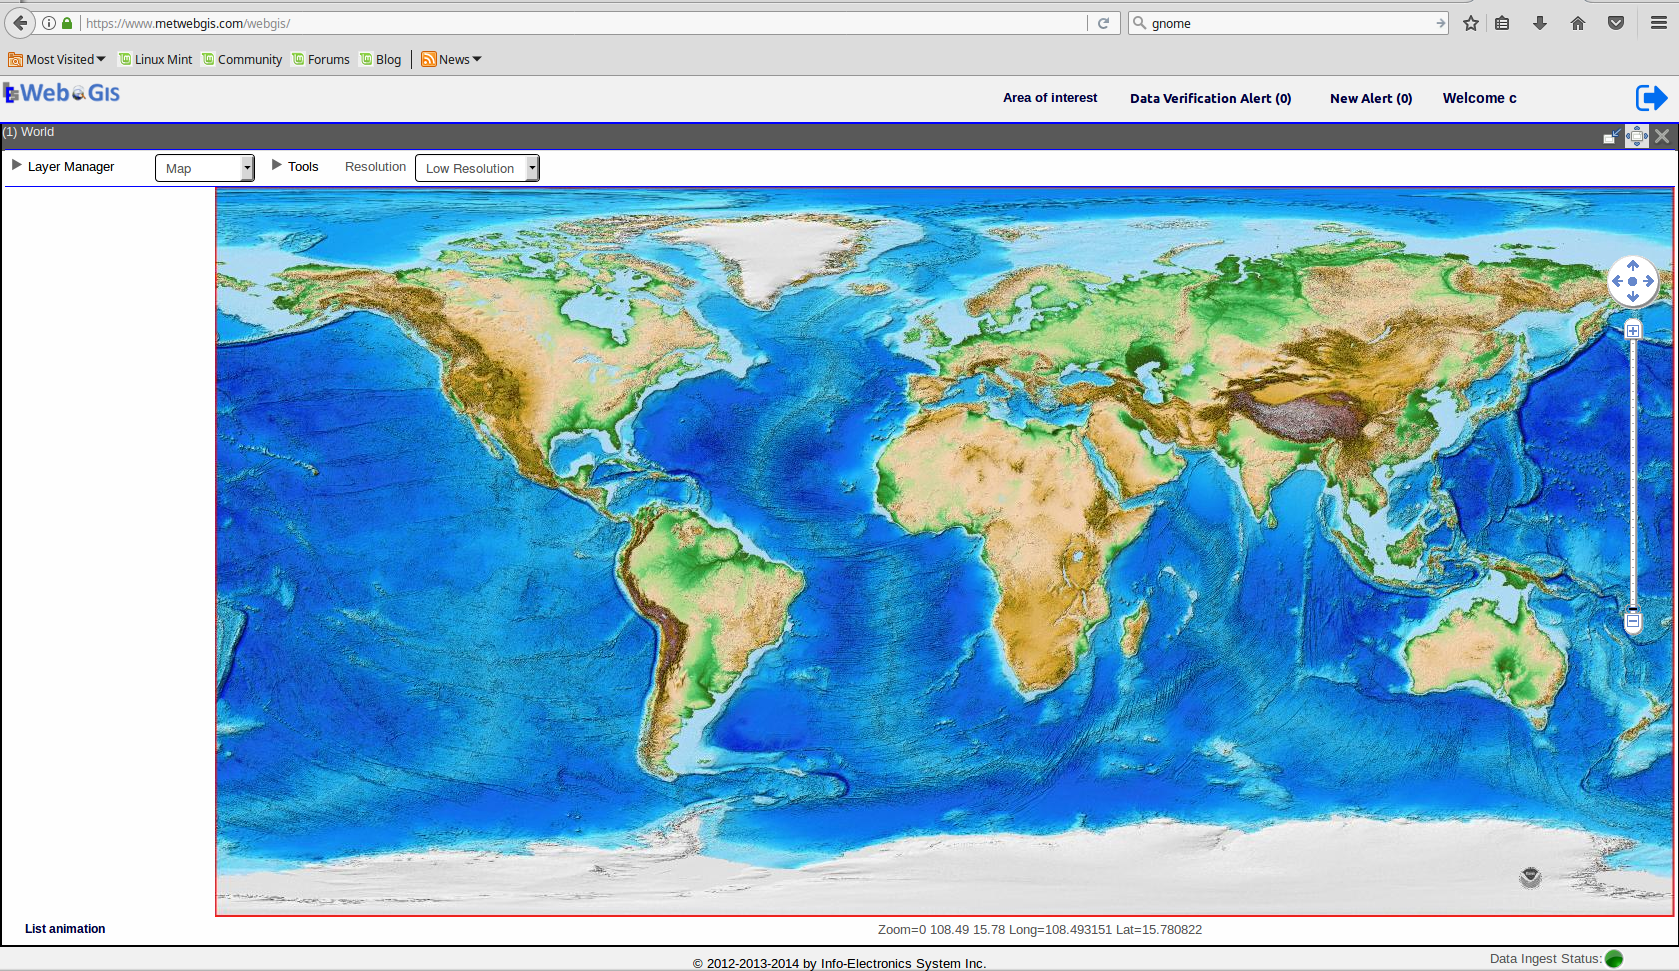 https://www.metwebgis.com/webgis/
gnome
Most Visited Linux Mint Community Forums Blog News
Web Gis
Area of interest Data Verification Alert (0) New Alert (0) Welcome c
(1) World
Layer Manager Map Tools Resolution Low Resolution
List animation
Zoom=0 108.49 15.78 Long=108.493151 Lat=15.780822
Data Ingest Status:
© 2012-2013-2014 by Info-Electronics System Inc.